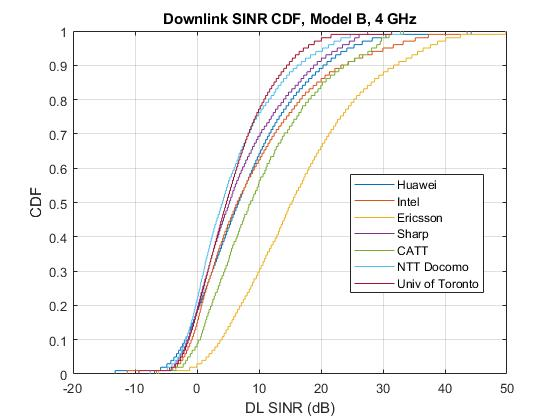 Downlink SINR CDF, Model B, 4 GHz
1
0.9
0.8
0.7
0.6
0.5
0.4
0.3
0.2
0.1
0
CDF
Huawei
Intel
Ericsson
Sharp
CATT
NTT Docomo
Univ of Toronto
-20
-10
0
10
20
30
40
50
DL SINR (dB)